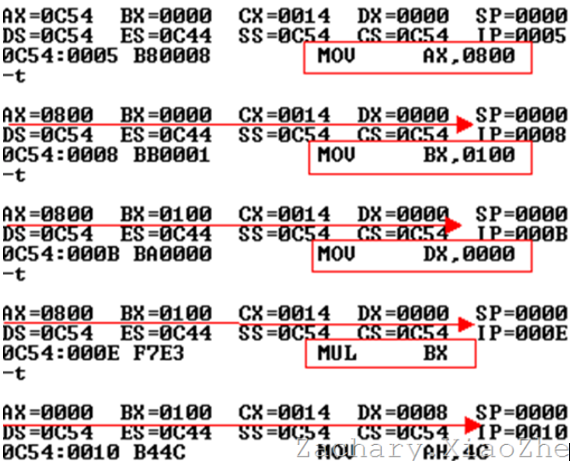 AX=0C54 BX=0000 CX=0014 DX=0000 SP=0000
DS=0C54 ES=0C44 SS=0C54 CS=0C54 IP=0005
0C54:0005 B80008 MOV AX,0800
-t
AX=0800 BX=0000 CX=0014 DX=0000 SP=0000
DS=0C54 ES=0C44 SS=0C54 CS=0C54 IP=0008
0C54:0008 BB0001 MOV BX,0100
-t
AX=0800 BX=0100 CX=0014 DX=0000 SP=0000
DS=0C54 ES=0C44 SS=0C54 CS=0C54 IP=000B
0C54:000B BA0000 MOV DX,0000
-t
AX=0800 BX=0100 CX=0014 DX=0000 SP=0000
DS=0C54 ES=0C44 SS=0C54 CS=0C54 IP=000E
0C54:000E F7E3 MUL BX
-t
AX=0000 BX=0100 CX=0014 DX=0008 SP=0000
DS=0C54 ES=0C44 SS=0C54 CS=0C54 IP=0010
0C54:0010 B44C MOV AH,4C
Zachary XiaoZhe